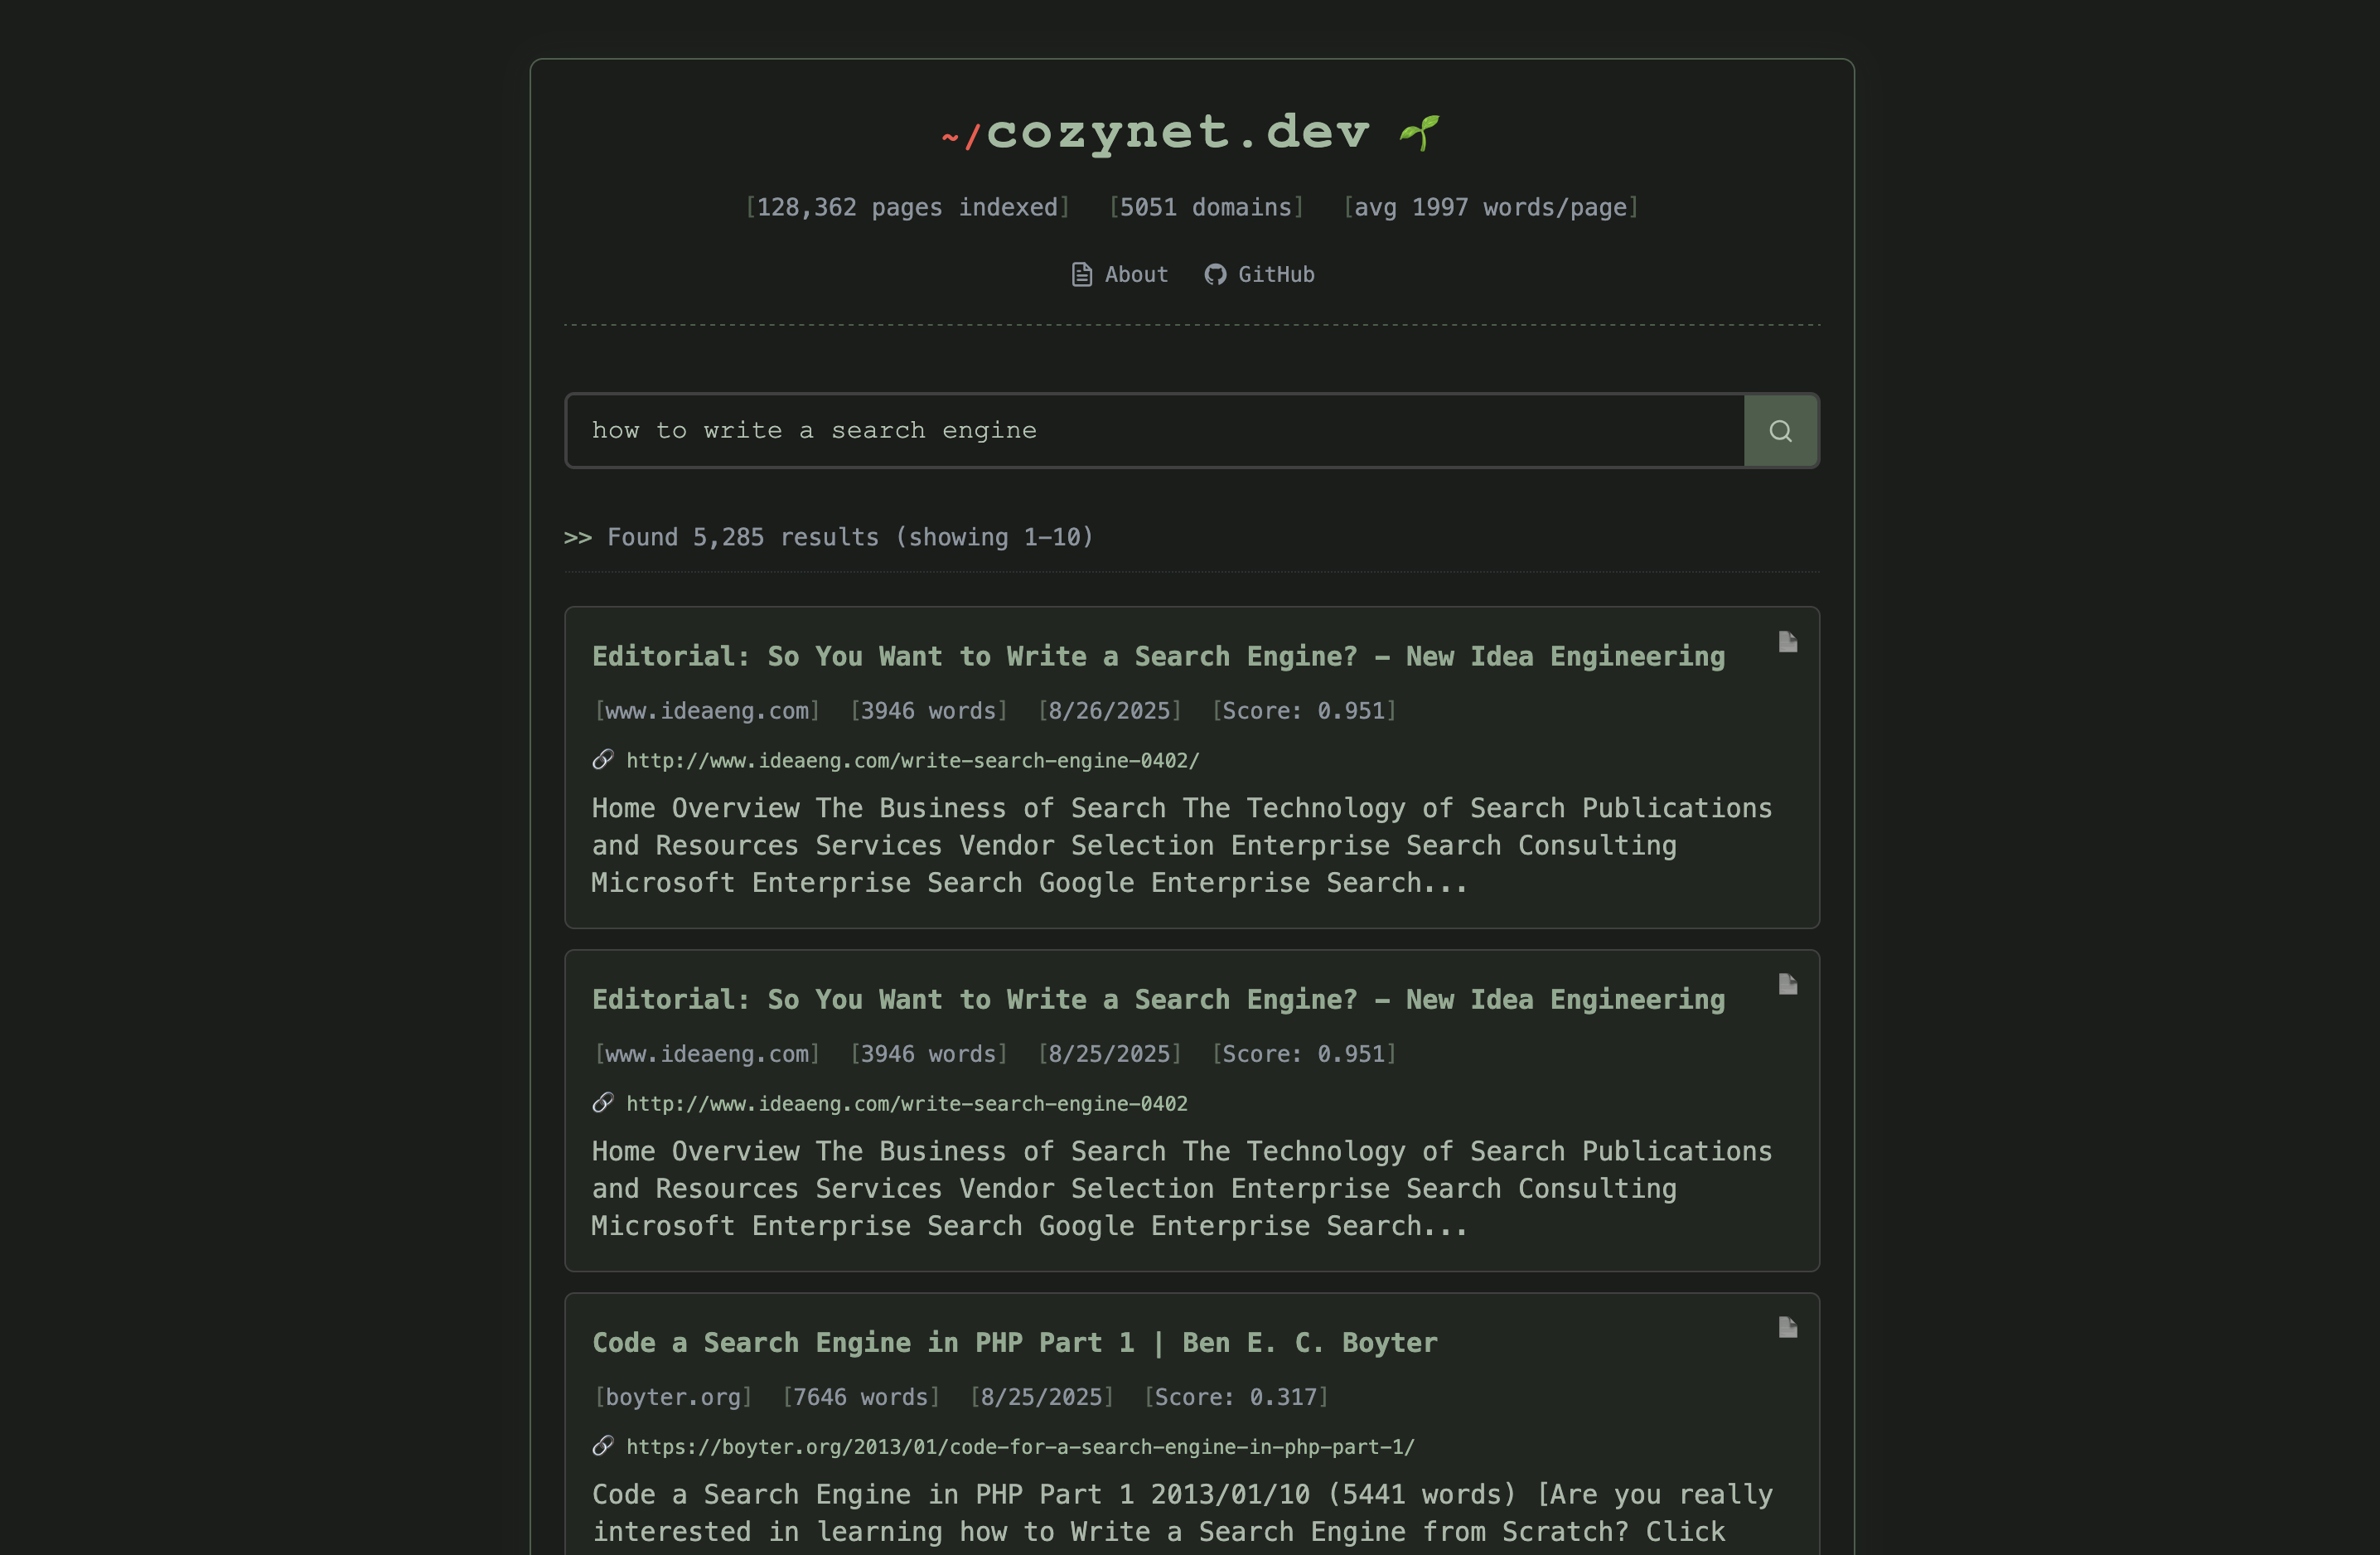 ~/cozynet.dev
[128,362 pages indexed] [5051 domains] [avg 1997 words/page]
About GitHub
how to write a search engine
>> Found 5,285 results (showing 1-10)
Editorial: So You Want to Write a Search Engine? – New Idea Engineering
[www.ideaeng.com] [3946 words] [8/26/2025] [Score: 0.951]
http://www.ideaeng.com/write-search-engine-0402/
Home Overview The Business of Search The Technology of Search Publications
and Resources Services Vendor Selection Enterprise Search Consulting
Microsoft Enterprise Search Google Enterprise Search...
Editorial: So You Want to Write a Search Engine? – New Idea Engineering
[www.ideaeng.com] [3946 words] [8/25/2025] [Score: 0.951]
http://www.ideaeng.com/write-search-engine-0402
Home Overview The Business of Search The Technology of Search Publications
and Resources Services Vendor Selection Enterprise Search Consulting
Microsoft Enterprise Search Google Enterprise Search...
Code a Search Engine in PHP Part 1 | Ben E. C. Boyter
[boyter.org] [7646 words] [8/25/2025] [Score: 0.317]
https://boyter.org/2013/01/code-for-a-search-engine-in-php-part-1/
Code a Search Engine in PHP Part 1 2013/01/10 (5441 words) [Are you really
interested in learning how to Write a Search Engine from Scratch? Click